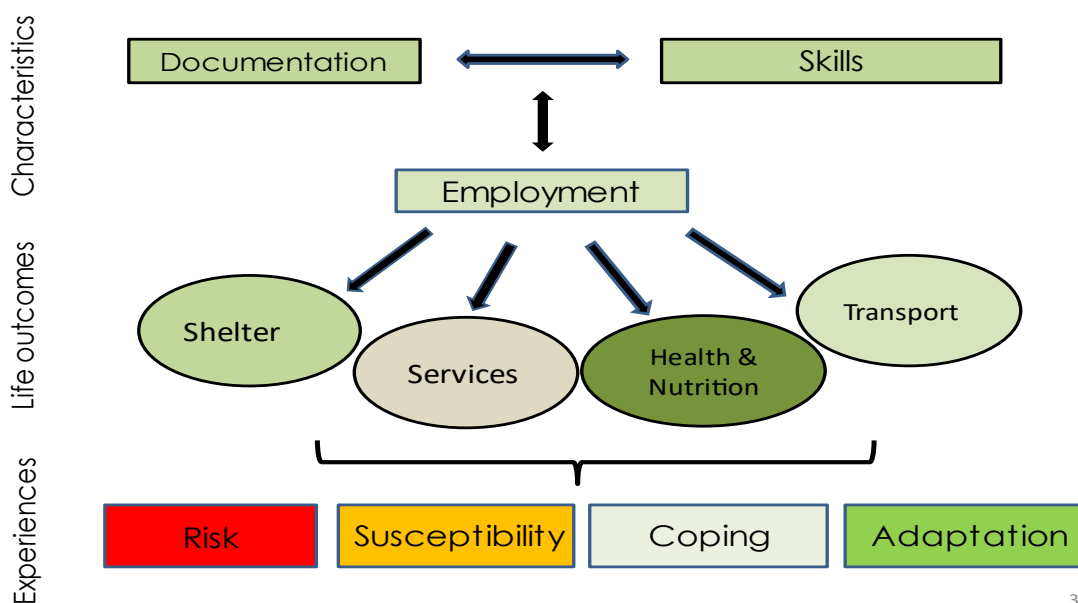 Characteristics
Documentation
Skills
Employment
Life outcomes
Shelter
Services
Health &
Nutrition
Transport
Experiences
Risk
Susceptibility
Coping
Adaptation
3